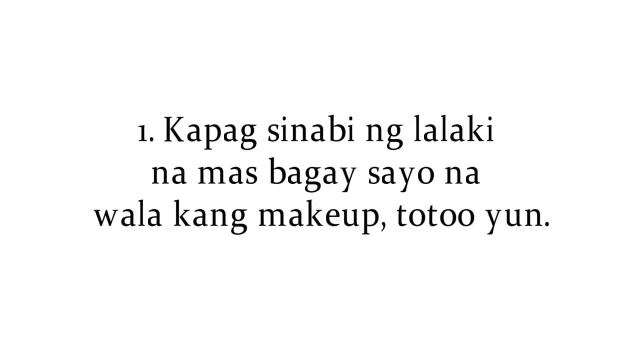 1. Kapag sinabi ng lalaki
na mas bagay sayo na
wala kang makeup, totoo yun.